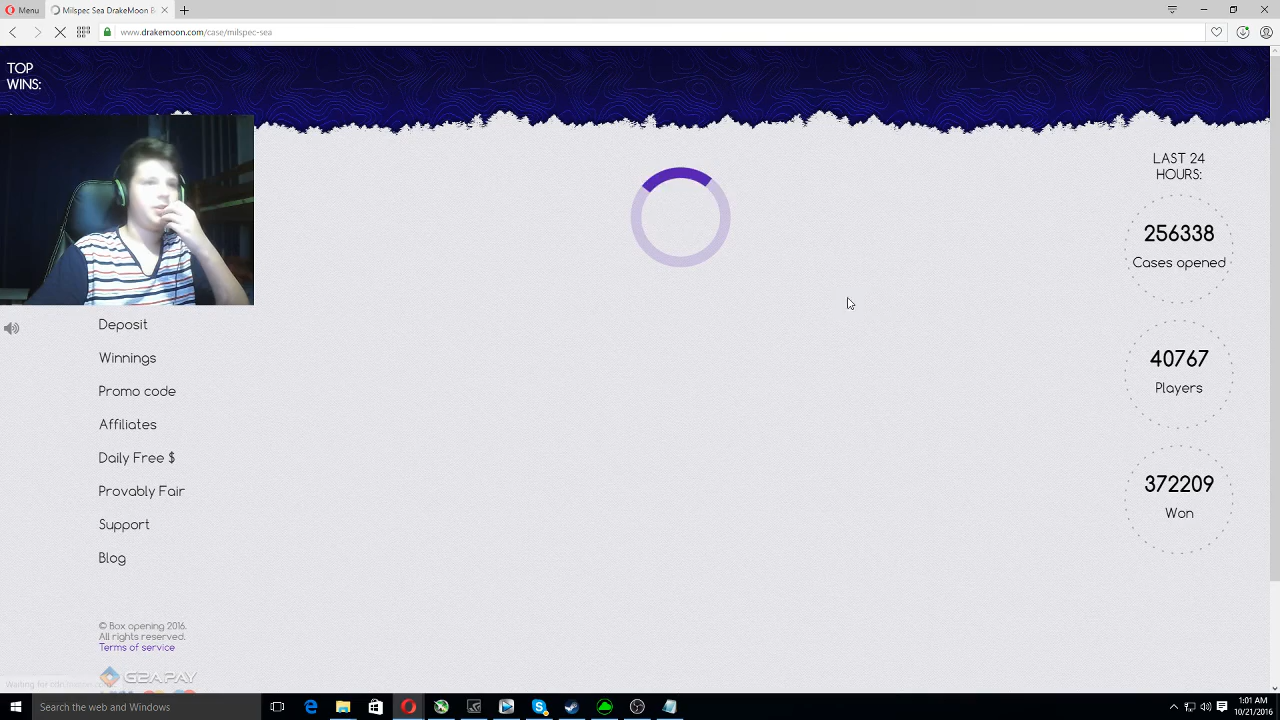 Menu
Milspec Sea DrakeMoon B
www.drakemoon.com/case/milspec-sea
TOP
WINS:
LAST 24
HOURS:
256338
Cases opened
40767
Players
372209
Won
Deposit
Winnings
Promo code
Affiliates
Daily Free $
Provably Fair
Support
Blog
© Box opening 2016.
All rights reserved.
Terms of service
G2A PAY
Search the web and Windows
1:01 AM
10/21/2016